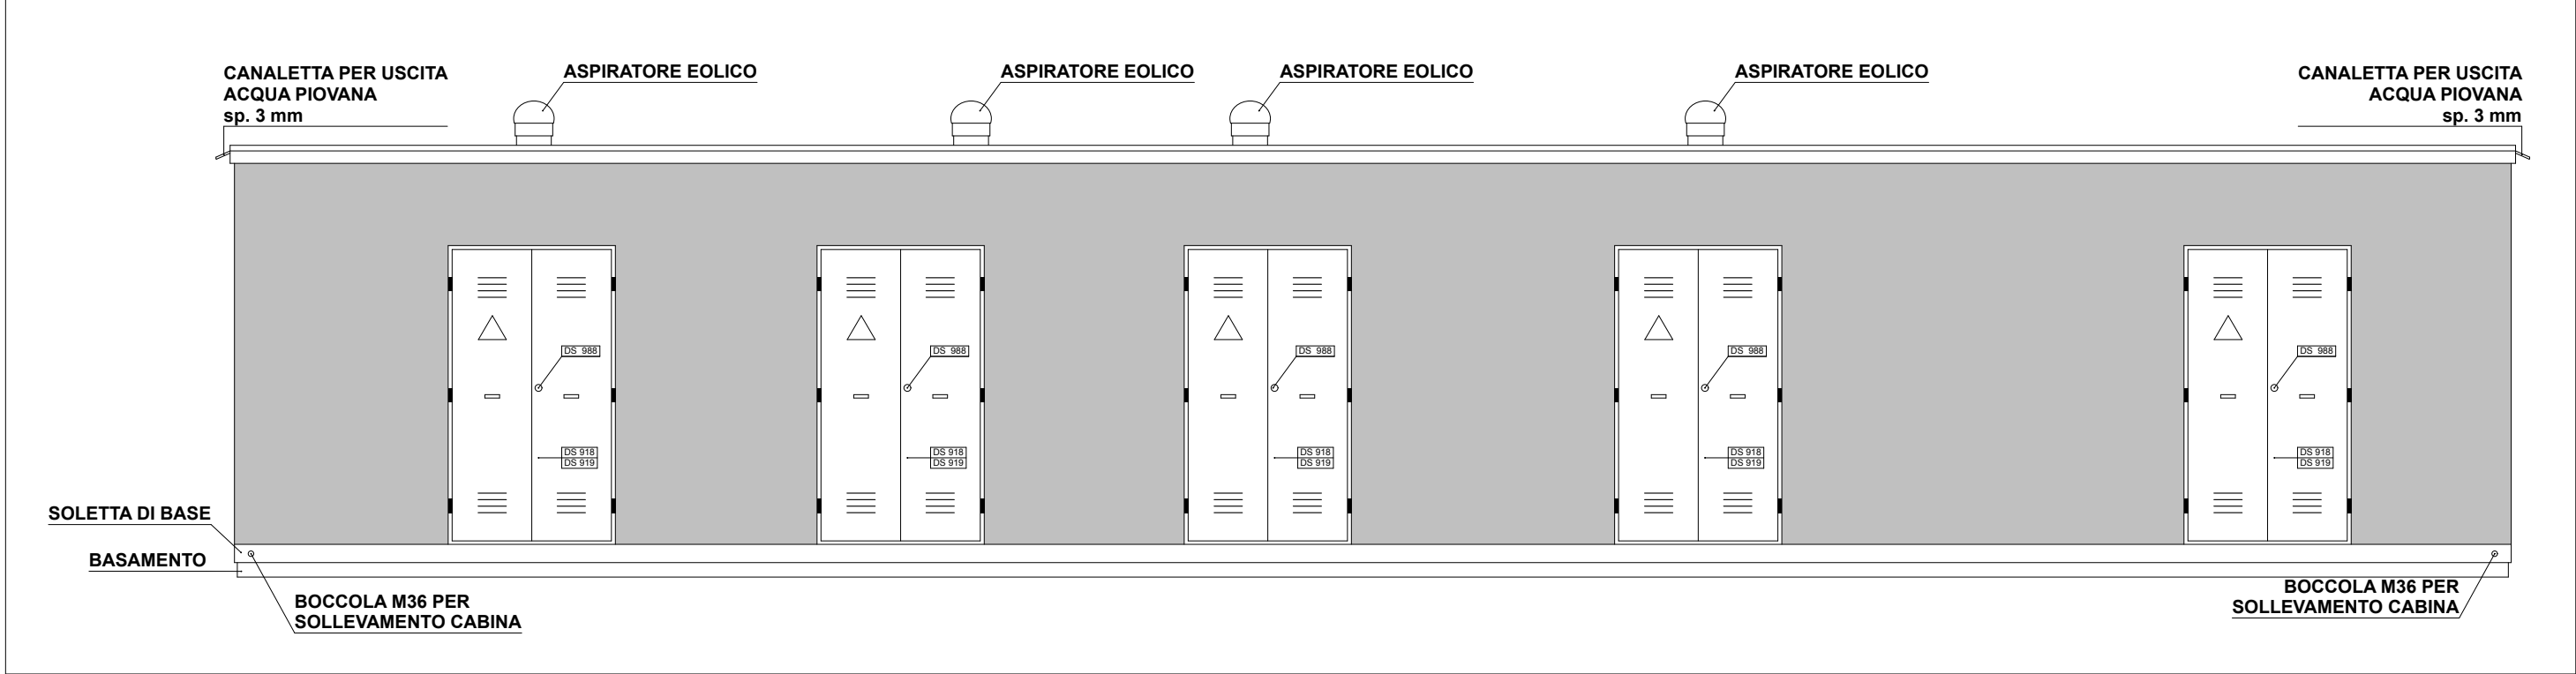 CANALETTA PER USCITA
ACQUA PIOVANA
sp. 3 mm
ASPIRATORE EOLICO
ASPIRATORE EOLICO
ASPIRATORE EOLICO
ASPIRATORE EOLICO
CANALETTA PER USCITA
ACQUA PIOVANA
sp. 3 mm
DS 988
DS 988
DS 988
DS 988
DS 988
DS 918
DS 919
DS 918
DS 919
DS 918
DS 919
DS 918
DS 919
DS 918
DS 919
SOLETTA DI BASE
BASAMENTO
BOCCOLA M36 PER
SOLLEVAMENTO CABINA
BOCCOLA M36 PER
SOLLEVAMENTO CABINA